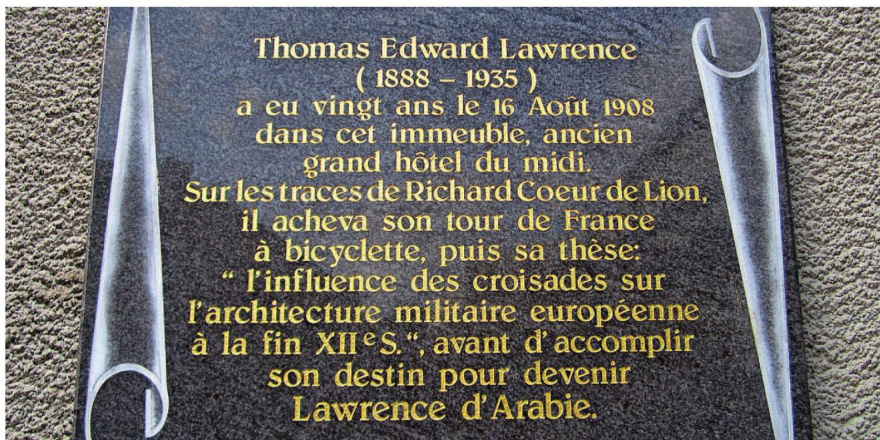 Thomas Edward Lawrence
( 1888 – 1935 )
a eu vingt ans le 16 Août 1908
dans cet immeuble, ancien
grand hôtel du midi.
Sur les traces de Richard Coeur de Lion,
il acheva son tour de France
à bicyclette, puis sa thèse:
“ l'influence des croisades sur
l'architecture militaire européenne
à la fin XIIe S.“, avant d'accomplir
son destin pour devenir
Lawrence d'Arabie.